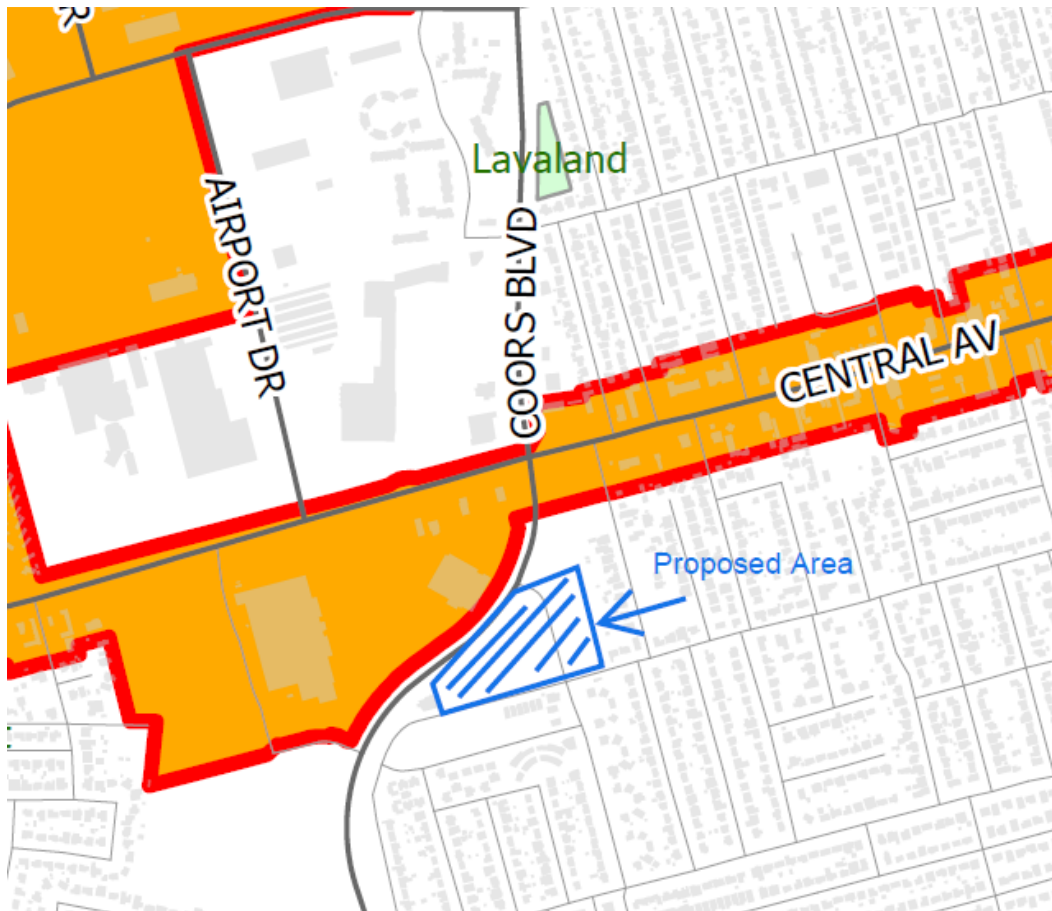 R
Lavaland
AIRPORT DR
COORS BLVD
CENTRAL AV
Proposed Area